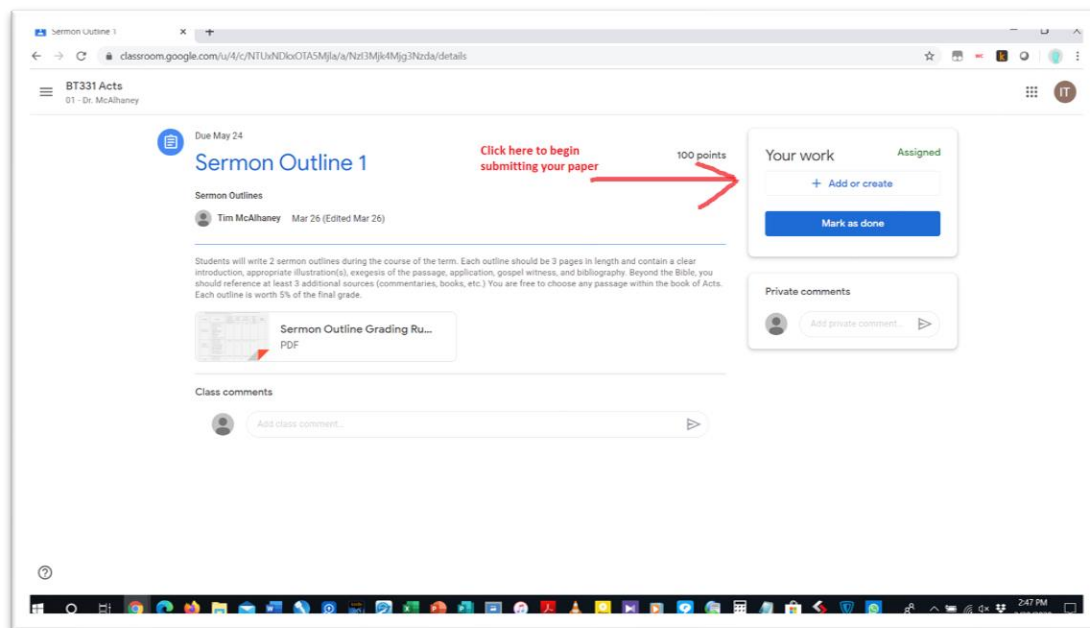 Sermon Outline 1
classroom.google.com/u/4/c/NTUxNDkxOTA5Mjla/a/NzI3Mjk4Mjg3Nzda/details
BT331 Acts
01 - Dr. McAlhaney
IT
Due May 24
Sermon Outline 1
100 points
Click here to begin
submitting your paper
Sermon Outlines
Tim McAlhaney Mar 26 (Edited Mar 26)
Students will write 2 sermon outlines during the course of the term. Each outline should be 3 pages in length and contain a clear
introduction, appropriate illustration(s), exegesis of the passage, application, gospel witness, and bibliography. Beyond the Bible, you
should reference at least 3 additional sources (commentaries, books, etc.) You are free to choose any passage within the book of Acts.
Each outline is worth 5% of the final grade.
Sermon Outline Grading Ru...
PDF
Class comments
Add class comment...
Your work Assigned
+ Add or create
Mark as done
Private comments
Add private comment...
2:47 PM